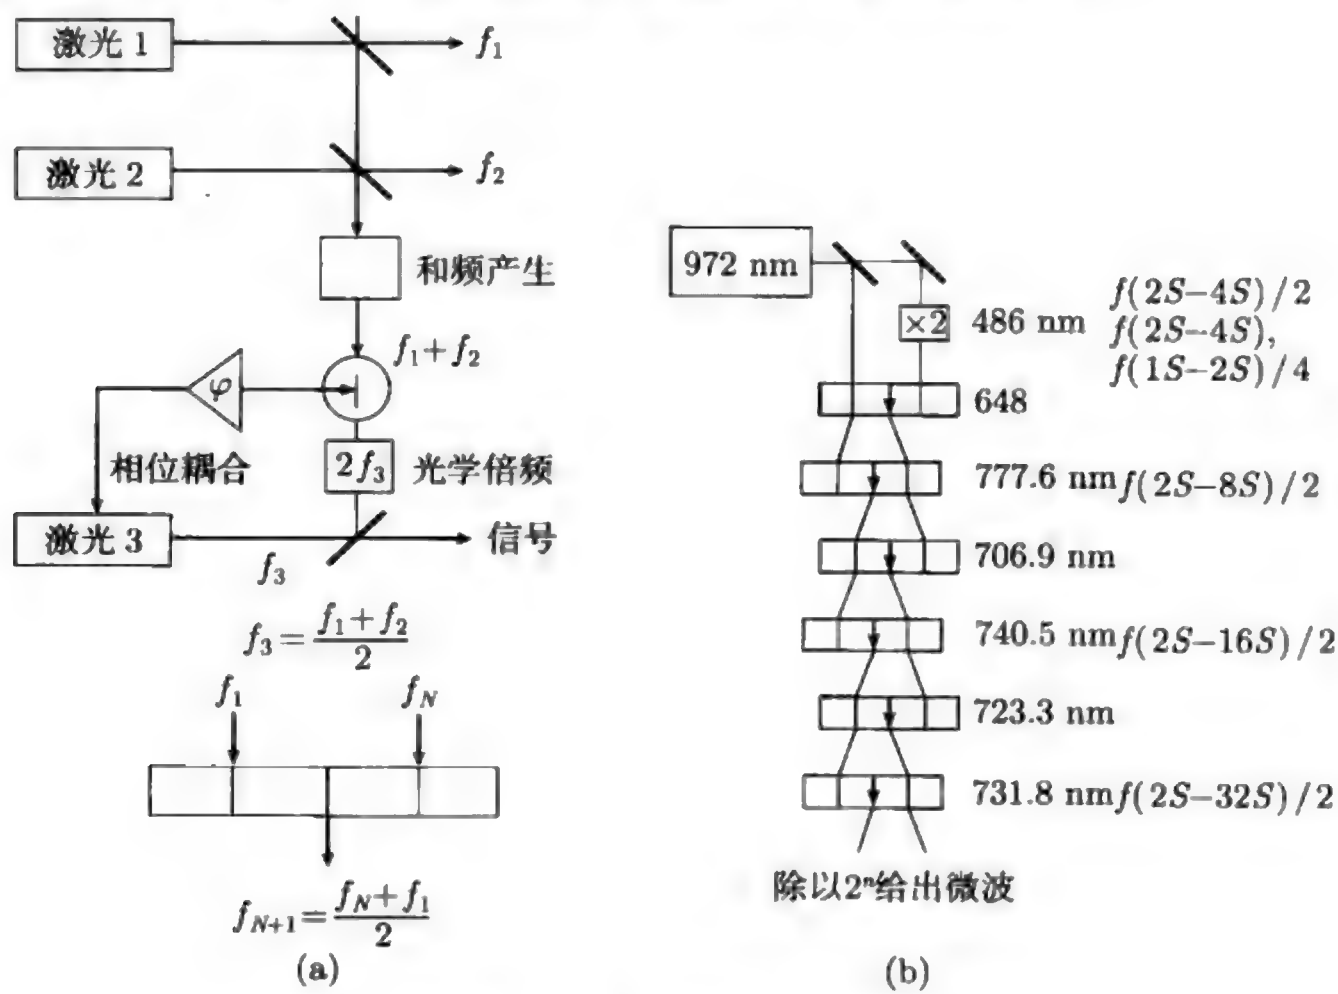 激光 1
f₁
激光 2
f₂
和频产生
f₁+f₂
φ
相位耦合
2f₃
光学倍频
激光 3
信号
f₃
f₃=(f₁+f₂)/2
f₁
f_N
f_{N+1}=(f_N+f₁)/2
(a)
972 nm
×2
486 nm
f(2S–4S)/2
f(2S–4S),
f(1S–2S)/4
648
777.6 nm f(2S–8S)/2
706.9 nm
740.5 nm f(2S–16S)/2
723.3 nm
731.8 nm f(2S–32S)/2
除以2ⁿ给出微波
(b)